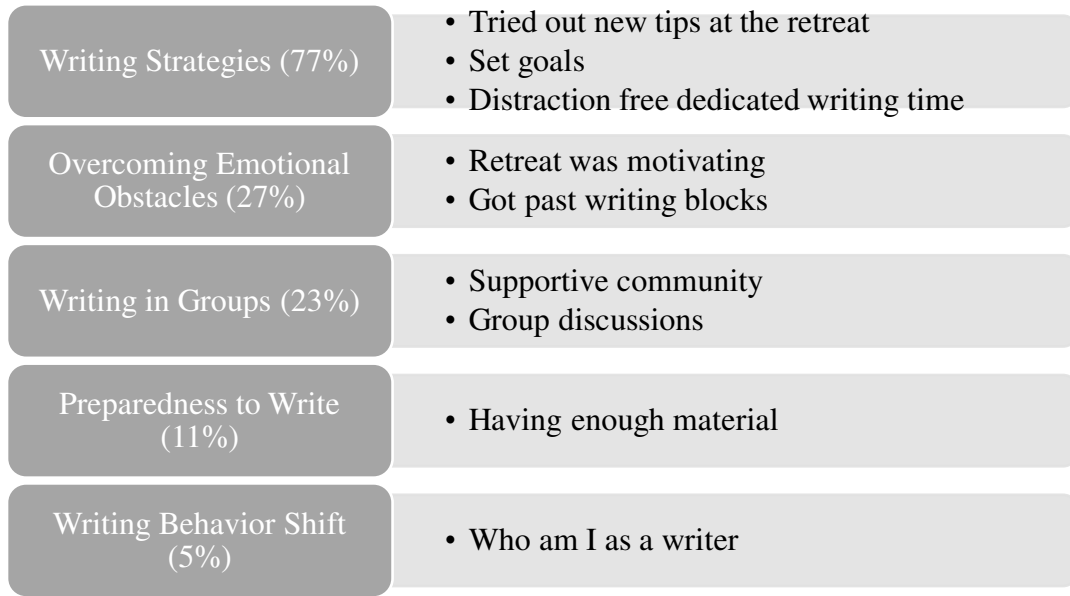 Writing Strategies (77%)
• Tried out new tips at the retreat
• Set goals
• Distraction free dedicated writing time
Overcoming Emotional
Obstacles (27%)
• Retreat was motivating
• Got past writing blocks
Writing in Groups (23%)
• Supportive community
• Group discussions
Preparedness to Write
(11%)
• Having enough material
Writing Behavior Shift
(5%)
• Who am I as a writer